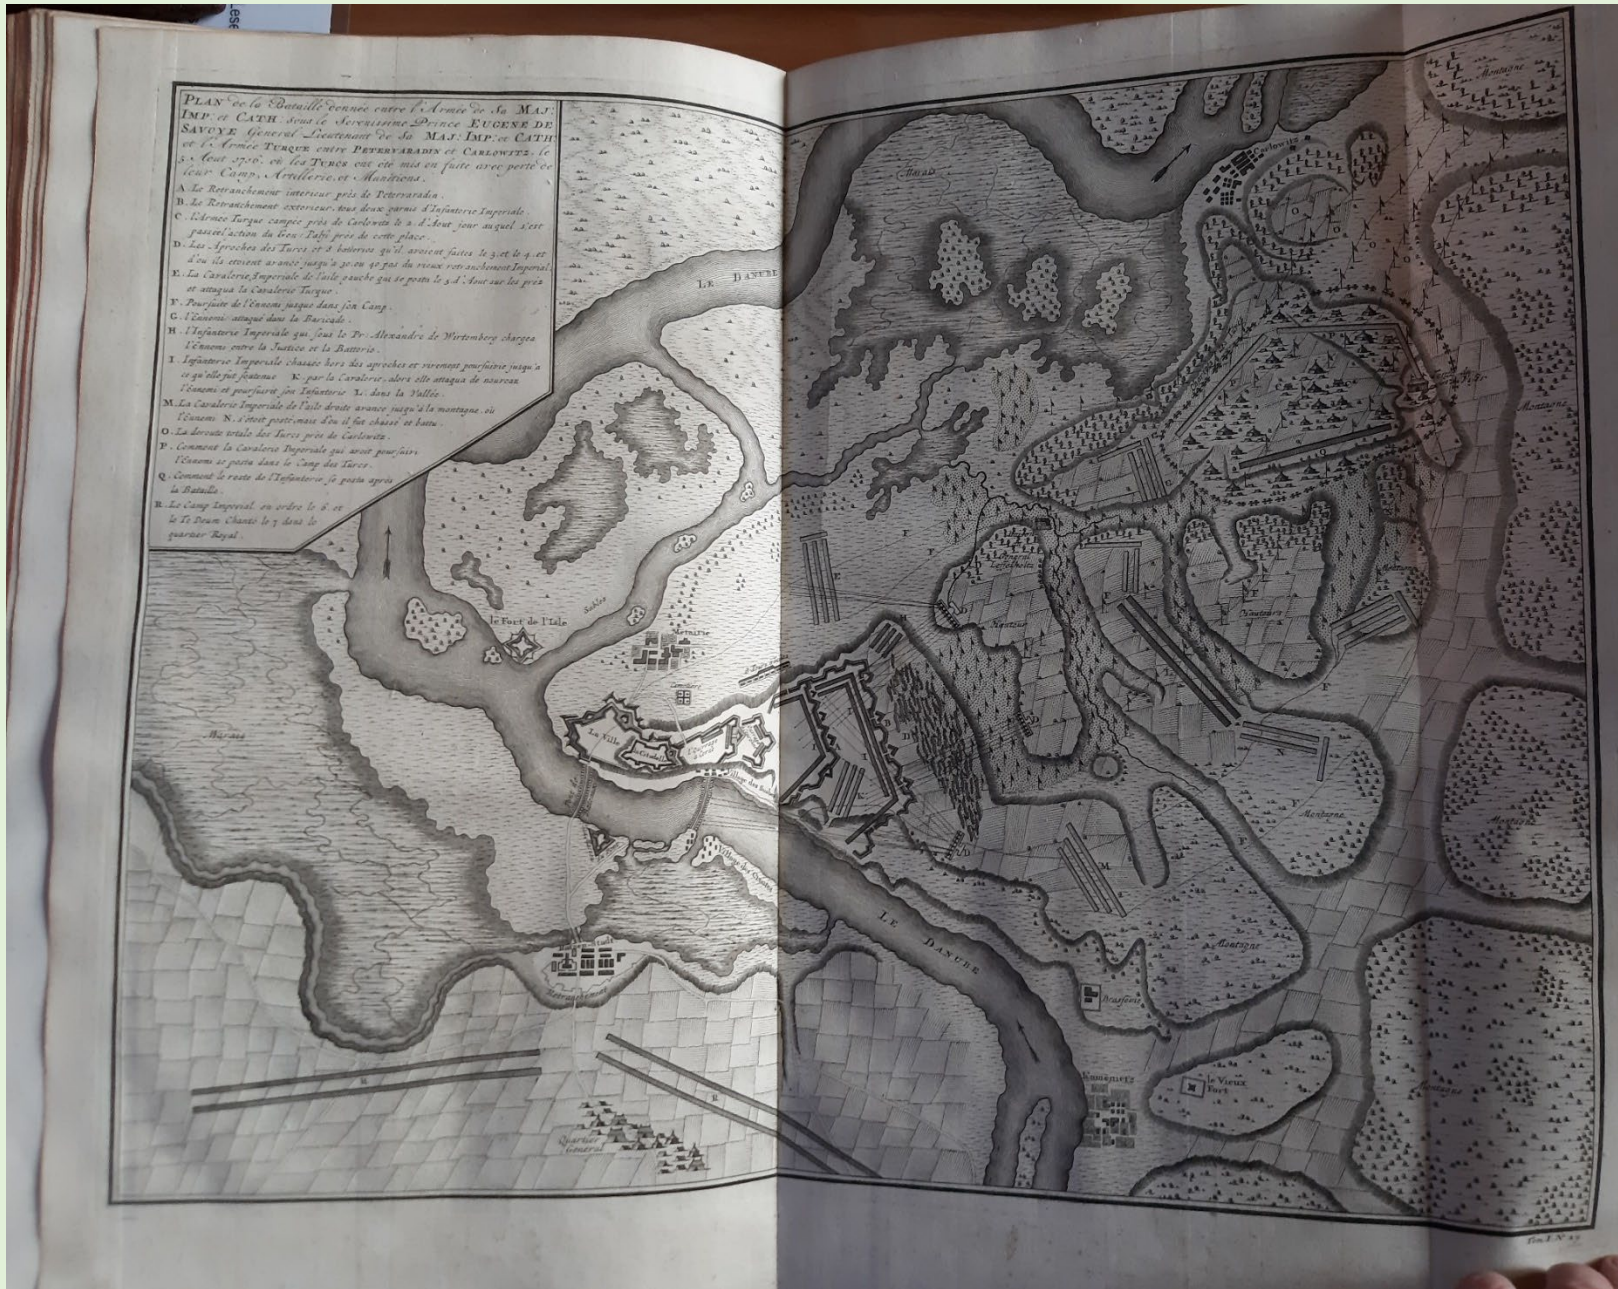 Lese
PLAN de la Bataille donnée entre l'Armée de Sa MAJ:
IMP: et CATH: sous le Serenissime Prince EUGENE DE
SAVOYE General Lieutenant de Sa MAJ: IMP: et CATH
et l'Armée TURQUE entre PETERVARADIN et CARLOWITZ, le
5 Aout 1716. où les TURCS ont été mis en fuite avec perte de
leur Camp, Artillerie, et Munitions.
A. Le Retranchement interieur près de Petervaradin.
B. Le Retranchement exterieur, tous deux garnis d'Infanterie Imperiale.
C. l'Armée Turque campée près de Carlowitz le 2. d'Aout jour auquel s'est
passé l'action du Gen: Palfi près de cette place.
D. Les Aproches des Turcs et 3 batteries qu'il avoient faites le 3. et le 4. et
d'où ils etoient avancé jusqu'a 30. ou 40 pas du vieux retranchement Imperial.
E. La Cavalerie Imperiale de l'aile gauche qui se posta le 5. d'Aout sur les prez
et attaqua la Cavalerie Turque.
F. Poursuite de l'Ennemi jusque dans son Camp.
G. l'Ennemi attaqué dans la Baricade.
H. l'Infanterie Imperiale qui sous le Pr: Alexandre de Wirtemberg chargea
l'Ennemi entre la Justice et la Batterie.
I. Infanterie Imperiale chassée hors des aproches et vivement poursuivie jusqu'a
ce qu'elle fut soutenue K. par la Cavalerie, alors elle attaqua de nouveau
l'Ennemi et poursuivit son Infanterie L. dans la Vallée.
M. La Cavalerie Imperiale de l'aile droite avancé jusqu'à la montagne, où
l'Ennemi N. s'etoit posté, mais d'ou il fut chassé et battu.
O. La deroute totale des Turcs près de Carlowitz.
P. Comment la Cavalerie Imperiale qui avoit poursuivi
l'Ennemi se posta dans le Camp des Turcs.
Q. Comment le reste de l'Infanterie se posta après
la Bataille.
R. Le Camp Imperial en ordre le 6. et
le Te Deum Chanté le 7 dans le
quartier Royal.
Montagne
Carlowitz
Marais
LE DANUBE
Montagne
Sables
le Fort de l'Isle
Metairie
General
Hauteur
Hauteurs
La Ville
la Citadelle
Marais
Montagne
Montagne
LE DANUBE
Montagne
le Vieux
Fort
Montagne
Quartier
General
Tom. I. N° 49